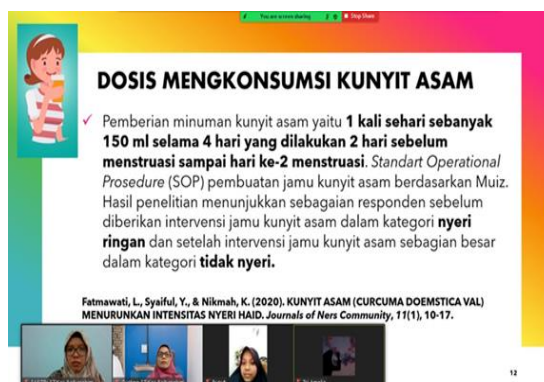 You are screen sharing
Stop Share
DOSIS MENGKONSUMSI KUNYIT ASAM
✓ Pemberian minuman kunyit asam yaitu 1 kali sehari sebanyak
150 ml selama 4 hari yang dilakukan 2 hari sebelum
menstruasi sampai hari ke-2 menstruasi. Standart Operational
Prosedure (SOP) pembuatan jamu kunyit asam berdasarkan Muiz.
Hasil penelitian menunjukkan sebagaian responden sebelum
diberikan intervensi jamu kunyit asam dalam kategori nyeri
ringan dan setelah intervensi jamu kunyit asam sebagian besar
dalam kategori tidak nyeri.
Fatmawati, L., Syaiful, Y., & Nikmah, K. (2020). KUNYIT ASAM (CURCUMA DOEMSTICA VAL)
MENURUNKAN INTENSITAS NYERI HAID. Journals of Ners Community, 11(1), 10-17.
12